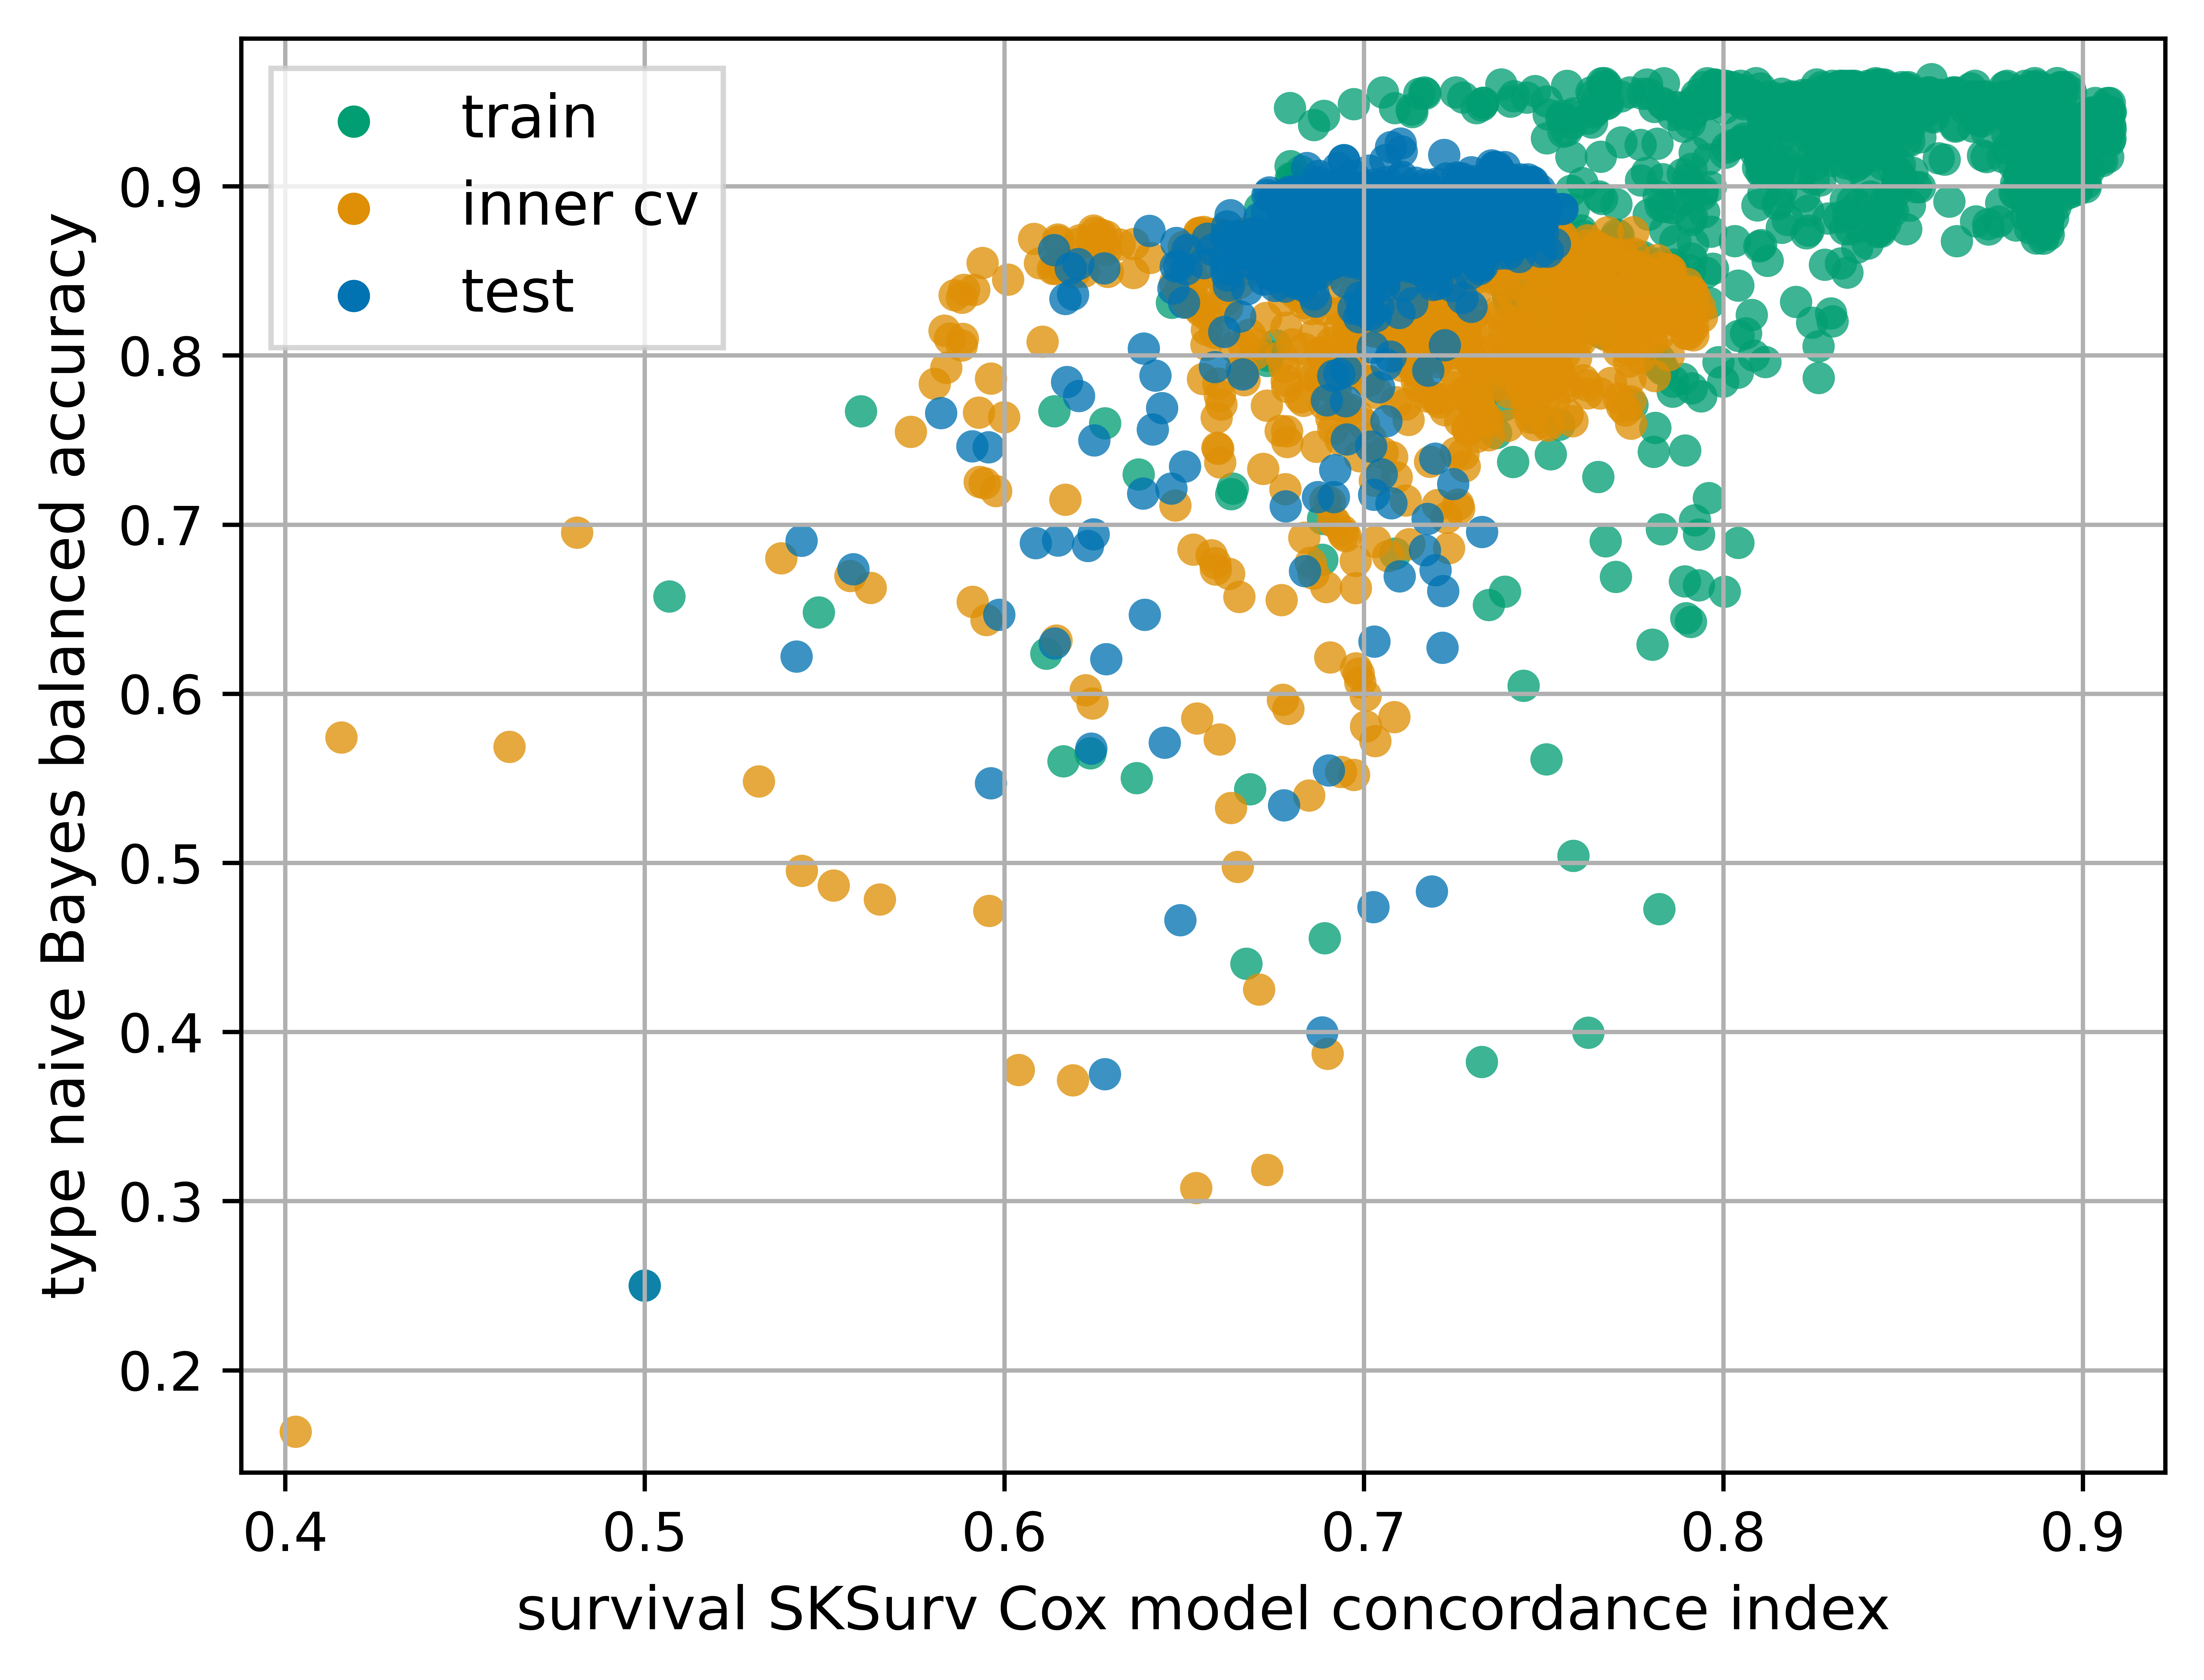 train
inner cv
test
type naive Bayes balanced accuracy
0.9
0.8
0.7
0.6
0.5
0.4
0.3
0.2
0.4 0.5 0.6 0.7 0.8 0.9
survival SKSurv Cox model concordance index